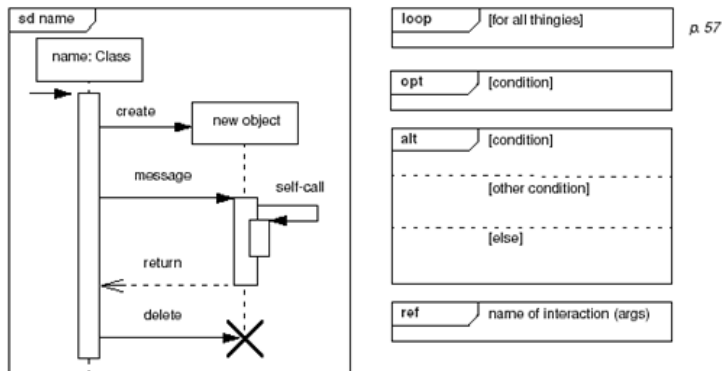 sd name
name: Class
create
new object
message
self-call
return
delete
loop [for all thingies]
p. 57
opt [condition]
alt [condition]
[other condition]
[else]
ref name of interaction (args)